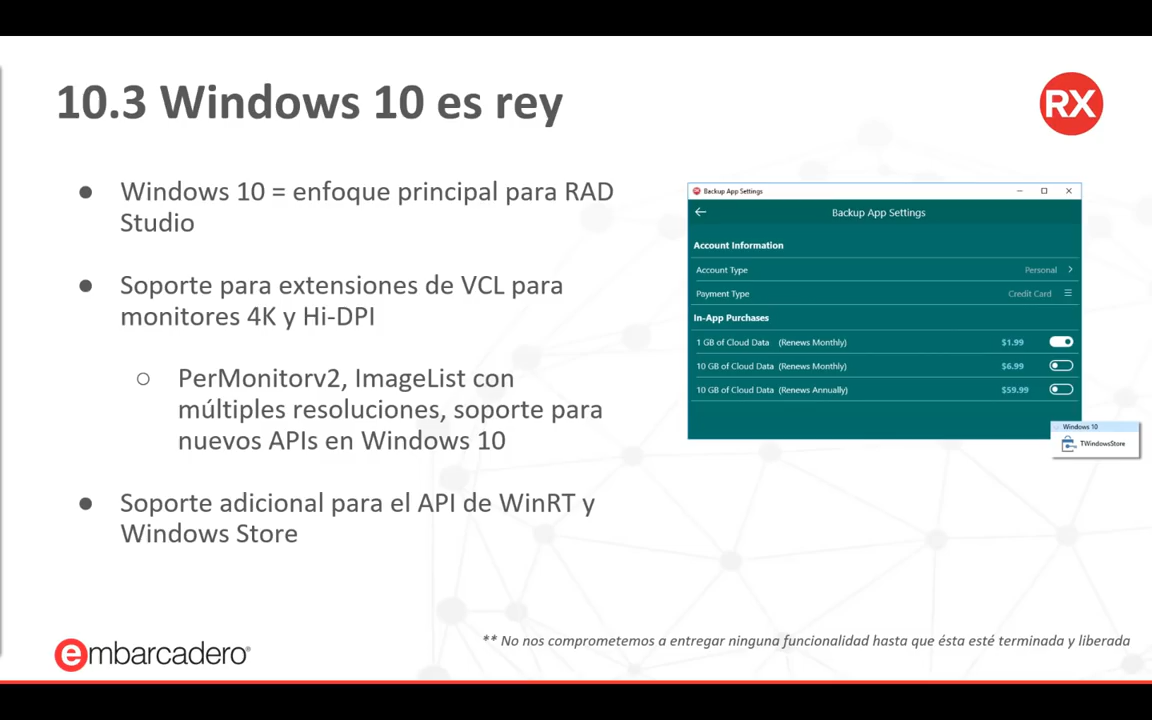 10.3 Windows 10 es rey
RX
● Windows 10 = enfoque principal para RAD
Studio
● Soporte para extensiones de VCL para
monitores 4K y Hi-DPI
○ PerMonitorv2, ImageList con
múltiples resoluciones, soporte para
nuevos APIs en Windows 10
● Soporte adicional para el API de WinRT y
Windows Store
Backup App Settings
Backup App Settings
Account Information
Account Type Personal
Payment Type Credit Card
In-App Purchases
1 GB of Cloud Data (Renews Monthly) $1.99
10 GB of Cloud Data (Renews Monthly) $6.99
10 GB of Cloud Data (Renews Annually) $59.99
Windows 10
TWindowsStore
** No nos comprometemos a entregar ninguna funcionalidad hasta que ésta esté terminada y liberada
embarcadero®